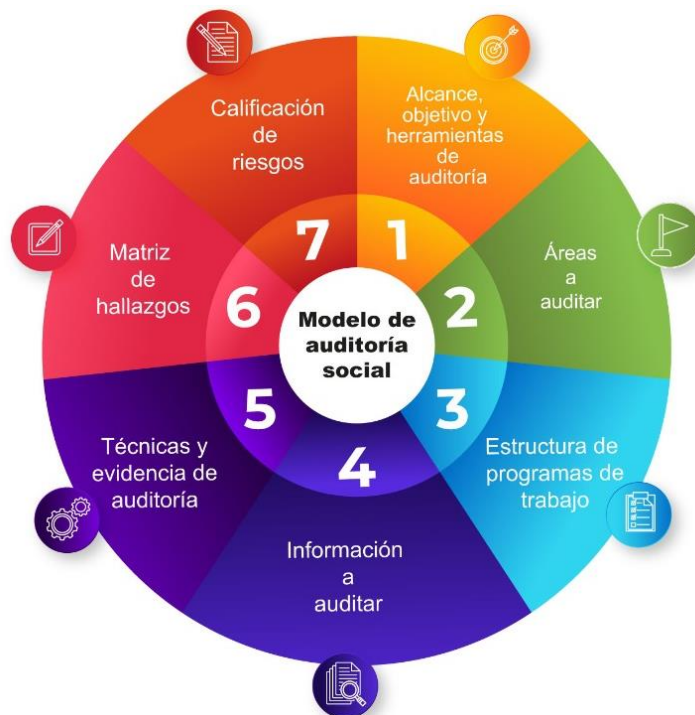 Modelo de
auditoría
social
1
Alcance,
objetivo y
herramientas
de
auditoría
2
Áreas
a
auditar
3
Estructura de
programas de
trabajo
4
Información
a
auditar
5
Técnicas y
evidencia de
auditoría
6
Matriz
de
hallazgos
7
Calificación
de
riesgos